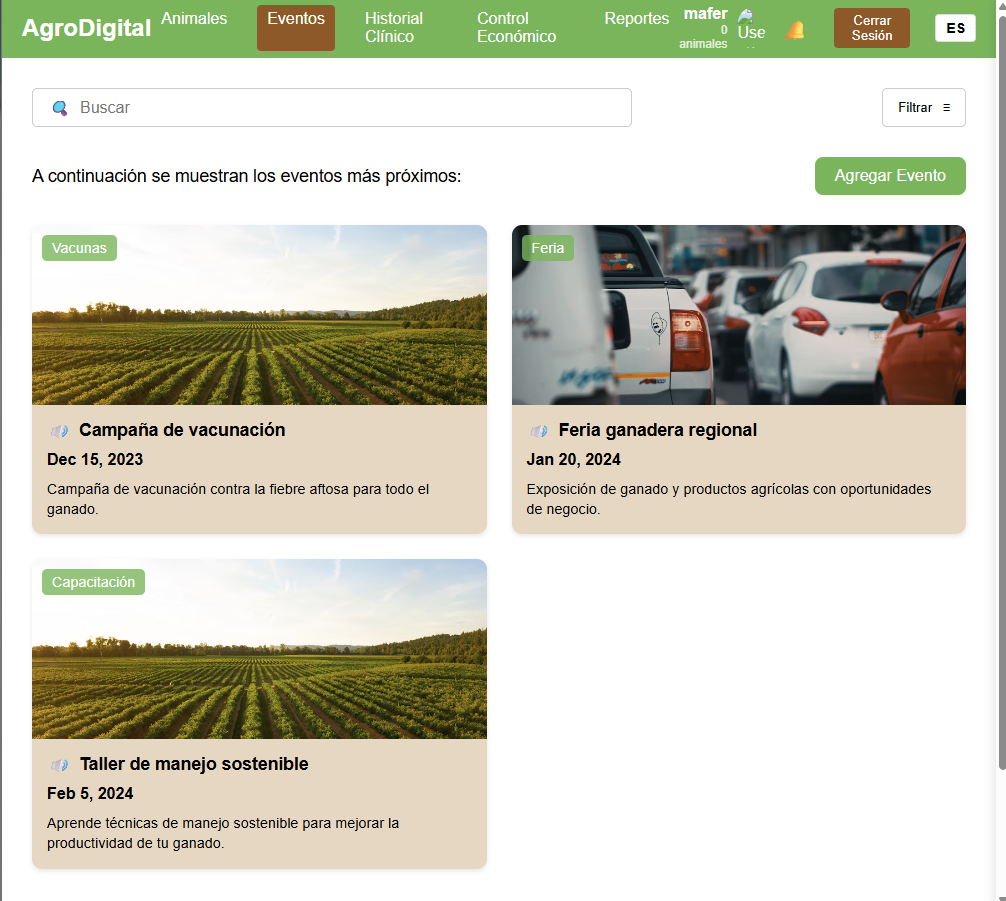 AgroDigital
Animales
Eventos
Historial
Clínico
Control
Económico
Reportes
mafer
0
animales
Use
Cerrar
Sesión
ES
Buscar
Filtrar ≡
A continuación se muestran los eventos más próximos:
Agregar Evento
Vacunas
Campaña de vacunación
Dec 15, 2023
Campaña de vacunación contra la fiebre aftosa para todo el
ganado.
Feria
Feria ganadera regional
Jan 20, 2024
Exposición de ganado y productos agrícolas con oportunidades
de negocio.
Capacitación
Taller de manejo sostenible
Feb 5, 2024
Aprende técnicas de manejo sostenible para mejorar la
productividad de tu ganado.